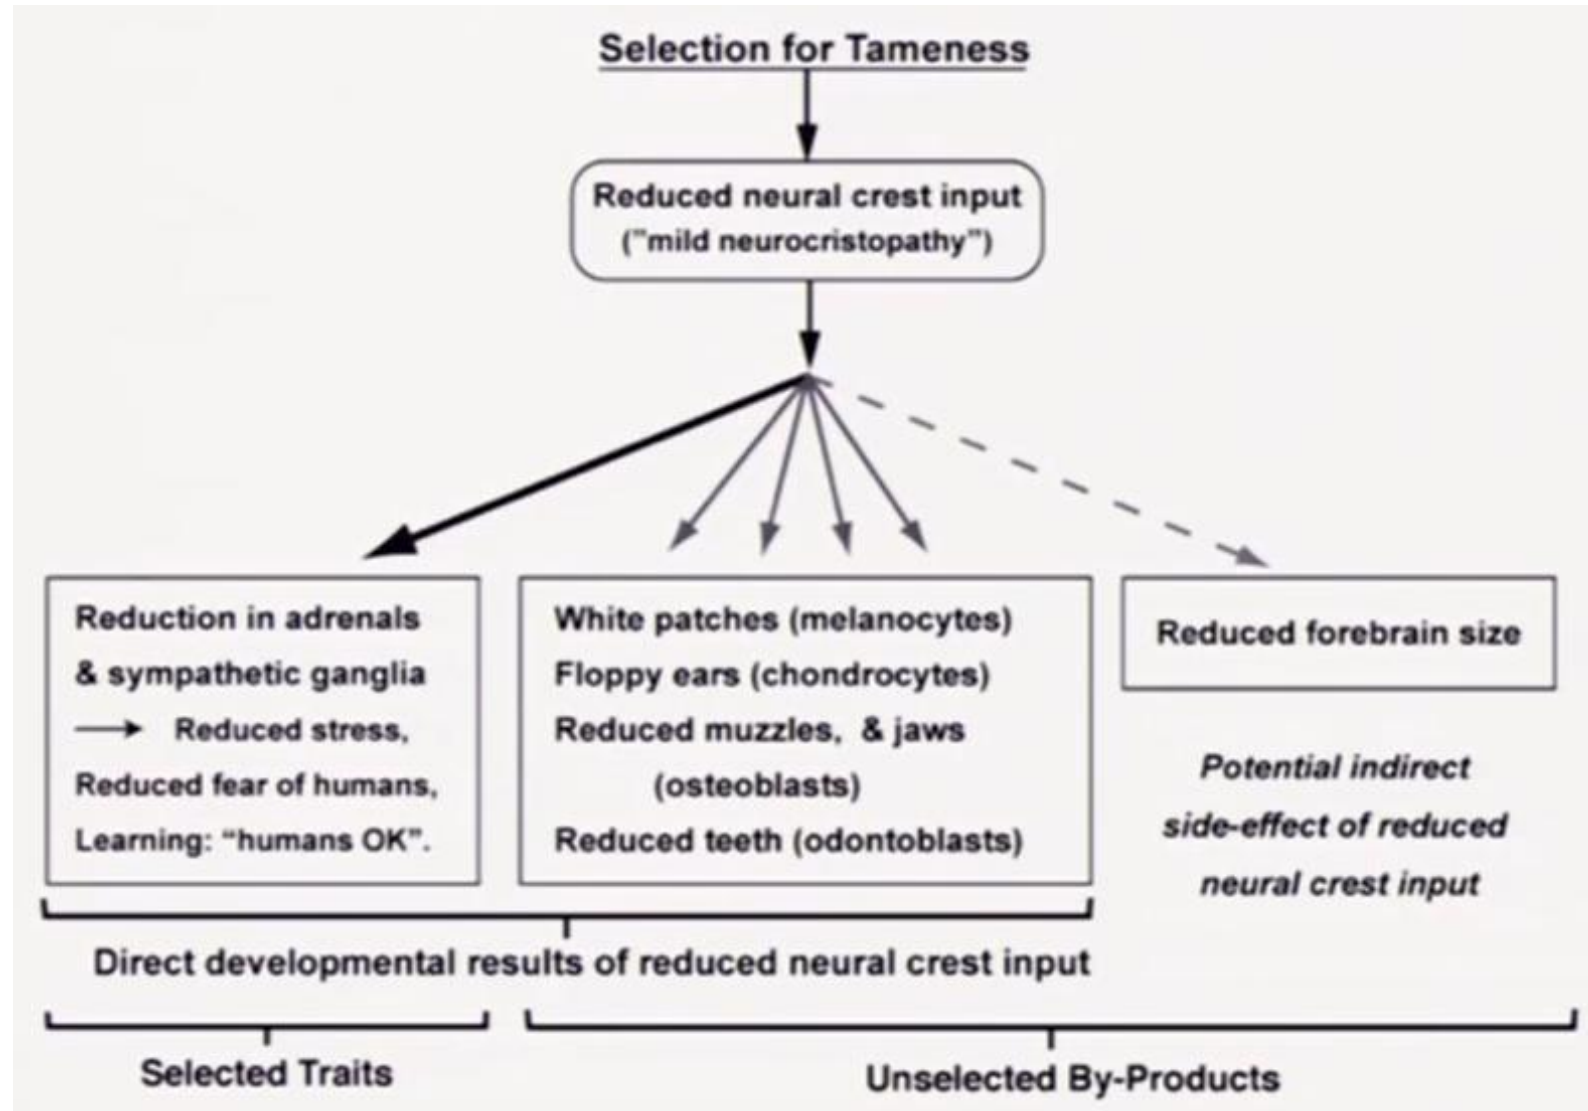 Selection for Tameness
Reduced neural crest input
("mild neurocristopathy")
Reduction in adrenals
& sympathetic ganglia
Reduced stress,
Reduced fear of humans,
Learning: “humans OK”.
White patches (melanocytes)
Floppy ears (chondrocytes)
Reduced muzzles, & jaws
(osteoblasts)
Reduced teeth (odontoblasts)
Reduced forebrain size
Potential indirect
side-effect of reduced
neural crest input
Direct developmental results of reduced neural crest input
Selected Traits
Unselected By-Products